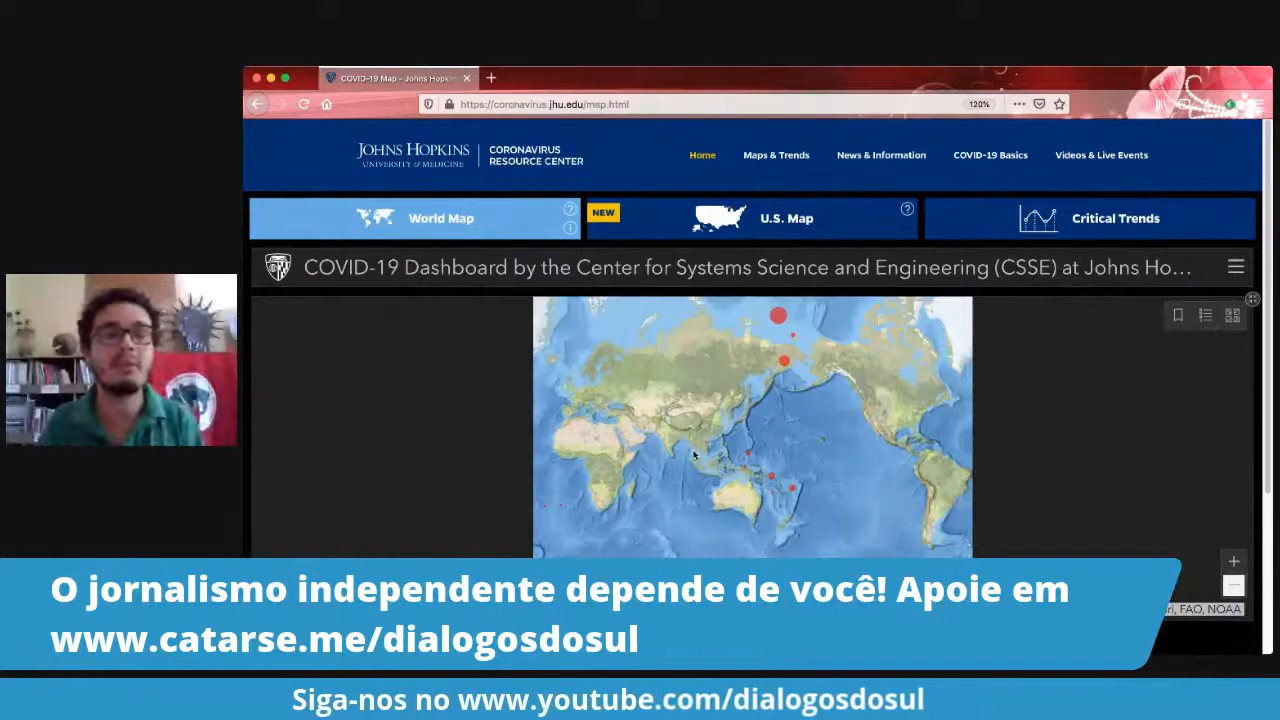 COVID-19 Map - Johns Hopkins
https://coronavirus.jhu.edu/map.html
120%
JOHNS HOPKINS
UNIVERSITY & MEDICINE
CORONAVIRUS
RESOURCE CENTER
Home
Maps & Trends
News & Information
COVID-19 Basics
Videos & Live Events
World Map
NEW
U.S. Map
Critical Trends
COVID-19 Dashboard by the Center for Systems Science and Engineering (CSSE) at Johns Ho...
FAO, NOAA
O jornalismo independente depende de você! Apoie em
www.catarse.me/dialogosdosul
Siga-nos no www.youtube.com/dialogosdosul